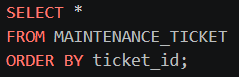 SELECT *
FROM MAINTENANCE_TICKET
ORDER BY ticket_id;